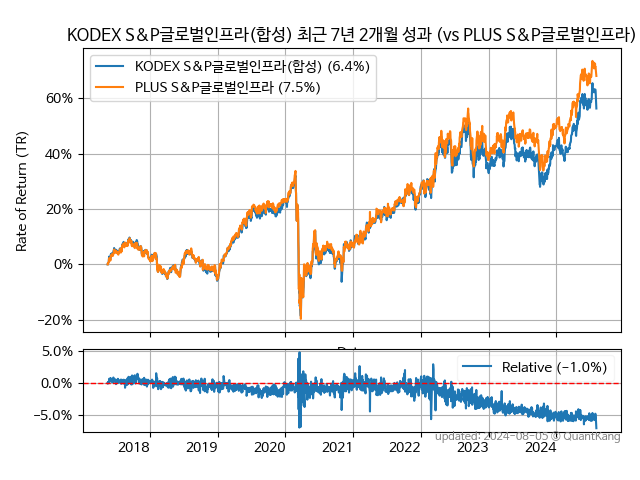 KODEX S&P글로벌인프라(합성) 최근 7년 2개월 성과 (vs PLUS S&P글로벌인프라)
KODEX S&P글로벌인프라(합성) (6.4%)
PLUS S&P글로벌인프라 (7.5%)
Rate of Return (TR)
60%
40%
20%
0%
−20%
5.0%
0.0%
−5.0%
Relative (−1.0%)
updated: 2024-08-05 © QuantKang
2018 2019 2020 2021 2022 2023 2024